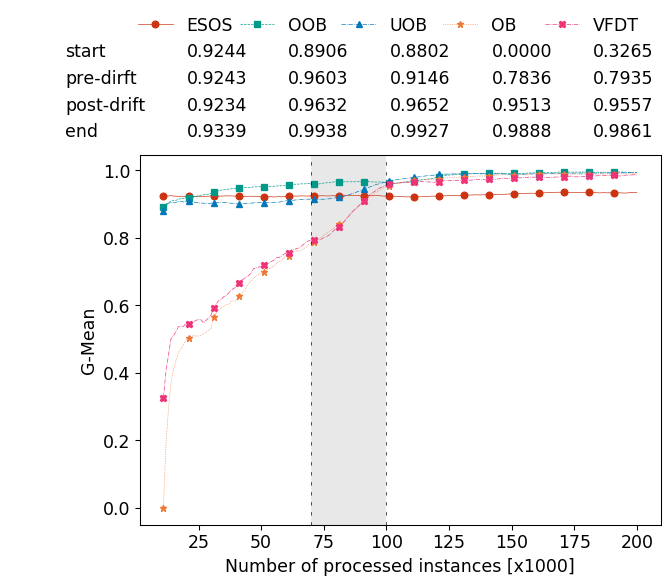 ESOS OOB UOB OB VFDT
start 0.9244 0.8906 0.8802 0.0000 0.3265
pre-dirft 0.9243 0.9603 0.9146 0.7836 0.7935
post-drift 0.9234 0.9632 0.9652 0.9513 0.9557
end 0.9339 0.9938 0.9927 0.9888 0.9861
1.0
0.8
0.6
0.4
0.2
0.0
G-Mean
25 50 75 100 125 150 175 200
Number of processed instances [x1000]